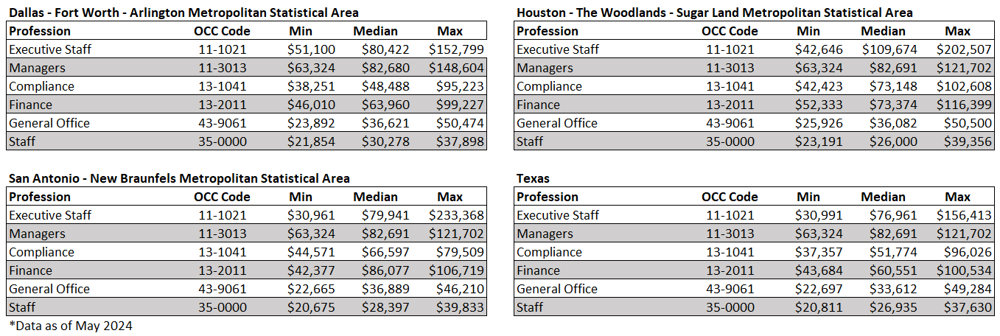 Dallas - Fort Worth - Arlington Metropolitan Statistical Area
Profession OCC Code Min Median Max
Executive Staff 11-1021 $51,100 $80,422 $152,799
Managers 11-3013 $63,324 $82,680 $148,604
Compliance 13-1041 $38,251 $48,488 $95,223
Finance 13-2011 $46,010 $63,960 $99,227
General Office 43-9061 $23,892 $36,621 $50,474
Staff 35-0000 $21,854 $30,278 $37,898
Houston - The Woodlands - Sugar Land Metropolitan Statistical Area
Profession OCC Code Min Median Max
Executive Staff 11-1021 $42,646 $109,674 $202,507
Managers 11-3013 $63,324 $82,691 $121,702
Compliance 13-1041 $42,423 $73,148 $102,608
Finance 13-2011 $52,333 $73,374 $116,399
General Office 43-9061 $25,926 $36,082 $50,500
Staff 35-0000 $23,191 $26,000 $39,356
San Antonio - New Braunfels Metropolitan Statistical Area
Profession OCC Code Min Median Max
Executive Staff 11-1021 $30,961 $79,941 $233,368
Managers 11-3013 $63,324 $82,691 $121,702
Compliance 13-1041 $44,571 $66,597 $79,509
Finance 13-2011 $42,377 $86,077 $106,719
General Office 43-9061 $22,665 $36,889 $46,210
Staff 35-0000 $20,675 $28,397 $39,833
*Data as of May 2024
Texas
Profession OCC Code Min Median Max
Executive Staff 11-1021 $30,991 $76,961 $156,413
Managers 11-3013 $63,324 $82,691 $121,702
Compliance 13-1041 $37,357 $51,774 $96,026
Finance 13-2011 $43,684 $60,551 $100,534
General Office 43-9061 $22,697 $33,612 $49,284
Staff 35-0000 $20,811 $26,935 $37,630